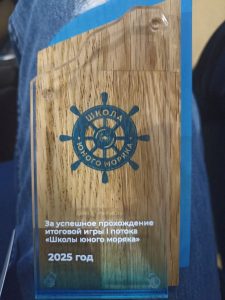 ШКОЛА
ЮНОГО МОРЯКА
За успешное прохождение
итоговой игры I потока
«Школы юного моряка»
2025 год